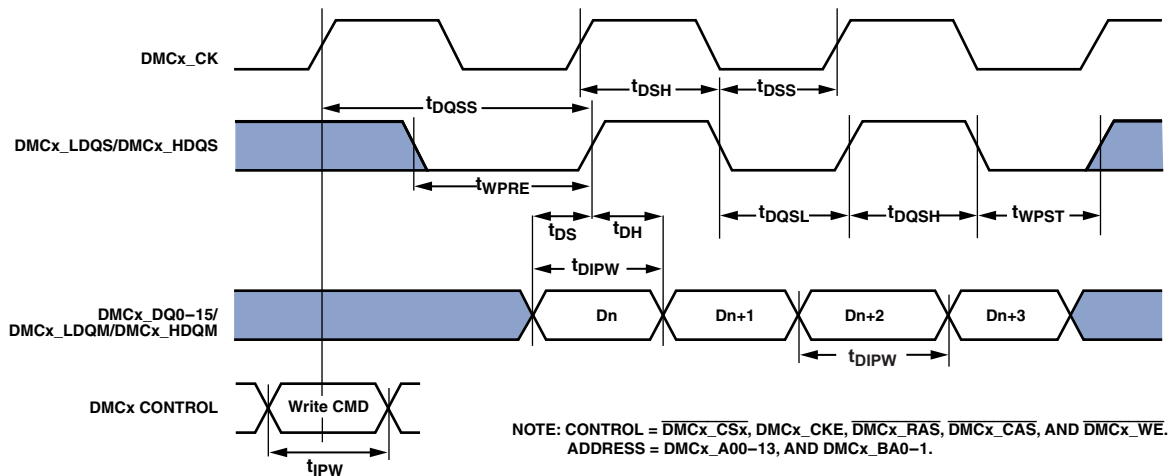 DMCx_CK
tDSH
tDSS
tDQSS
DMCx_LDQS/DMCx_HDQS
tWPRE
tDQSL
tDQSH
tWPST
tDS
tDH
tDIPW
DMCx_DQ0–15/
DMCx_LDQM/DMCx_HDQM
Dn
Dn+1
Dn+2
Dn+3
tDIPW
DMCx CONTROL
Write CMD
tIPW
NOTE: CONTROL = DMCx_CSx, DMCx_CKE, DMCx_RAS, DMCx_CAS, AND DMCx_WE.
ADDRESS = DMCx_A00-13, AND DMCx_BA0-1.